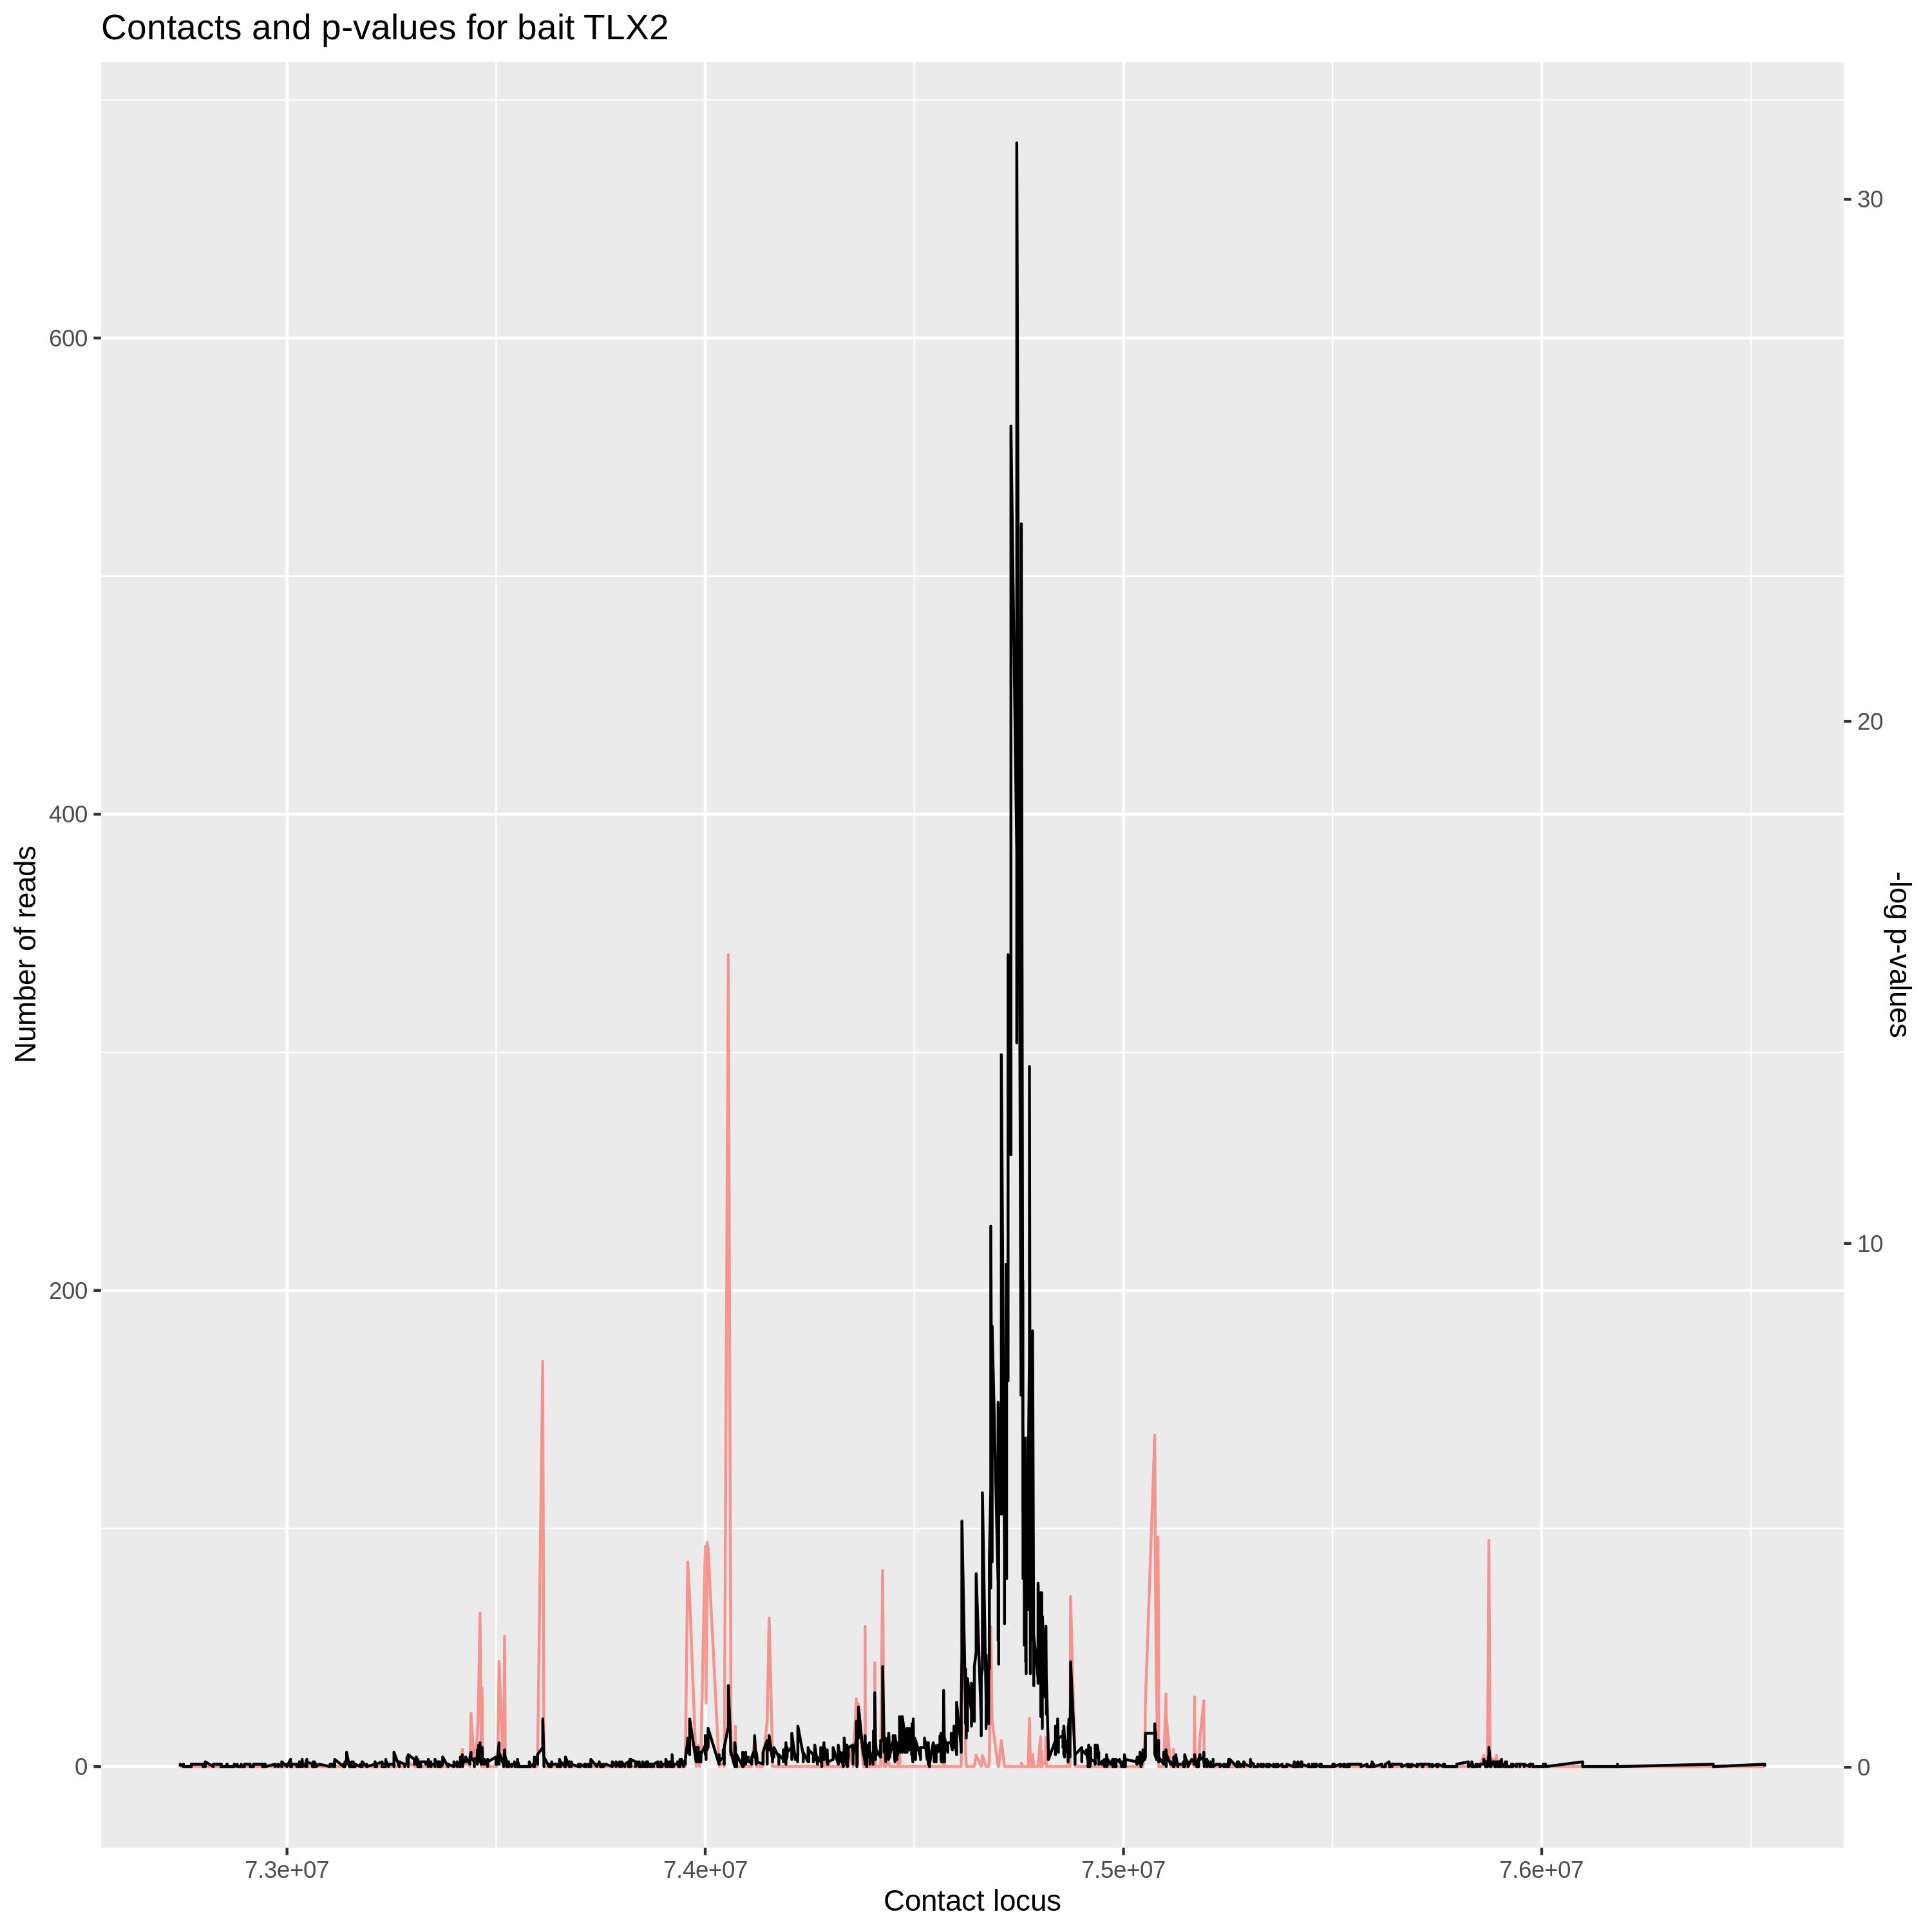 Contacts and p-values for bait TLX2
600
400
200
0
30
20
10
0
Number of reads
-log p-values
7.3e+07
7.4e+07
7.5e+07
7.6e+07
Contact locus